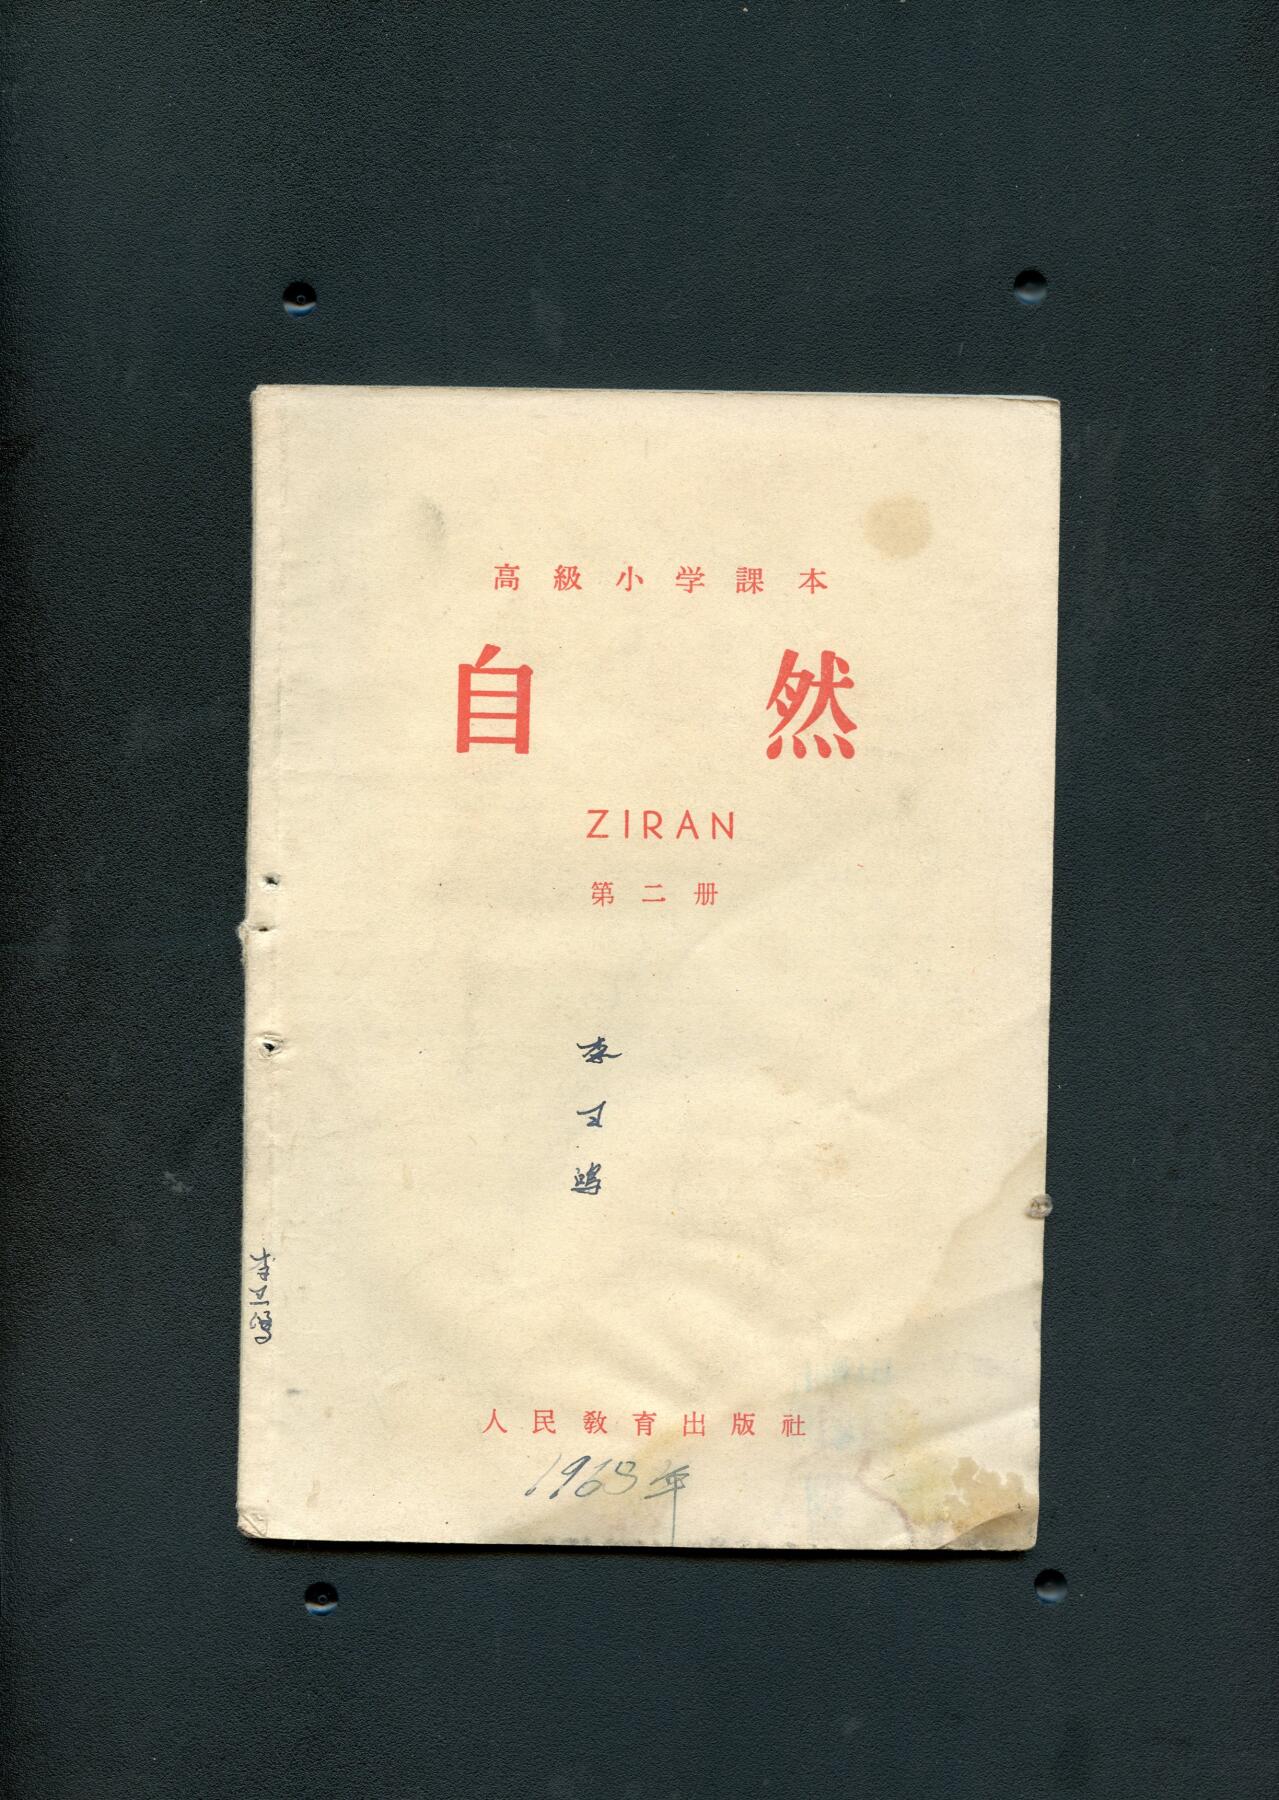 高級小学課本
自然
ZIRAN
第二册
李
人民教育出版社
1963年